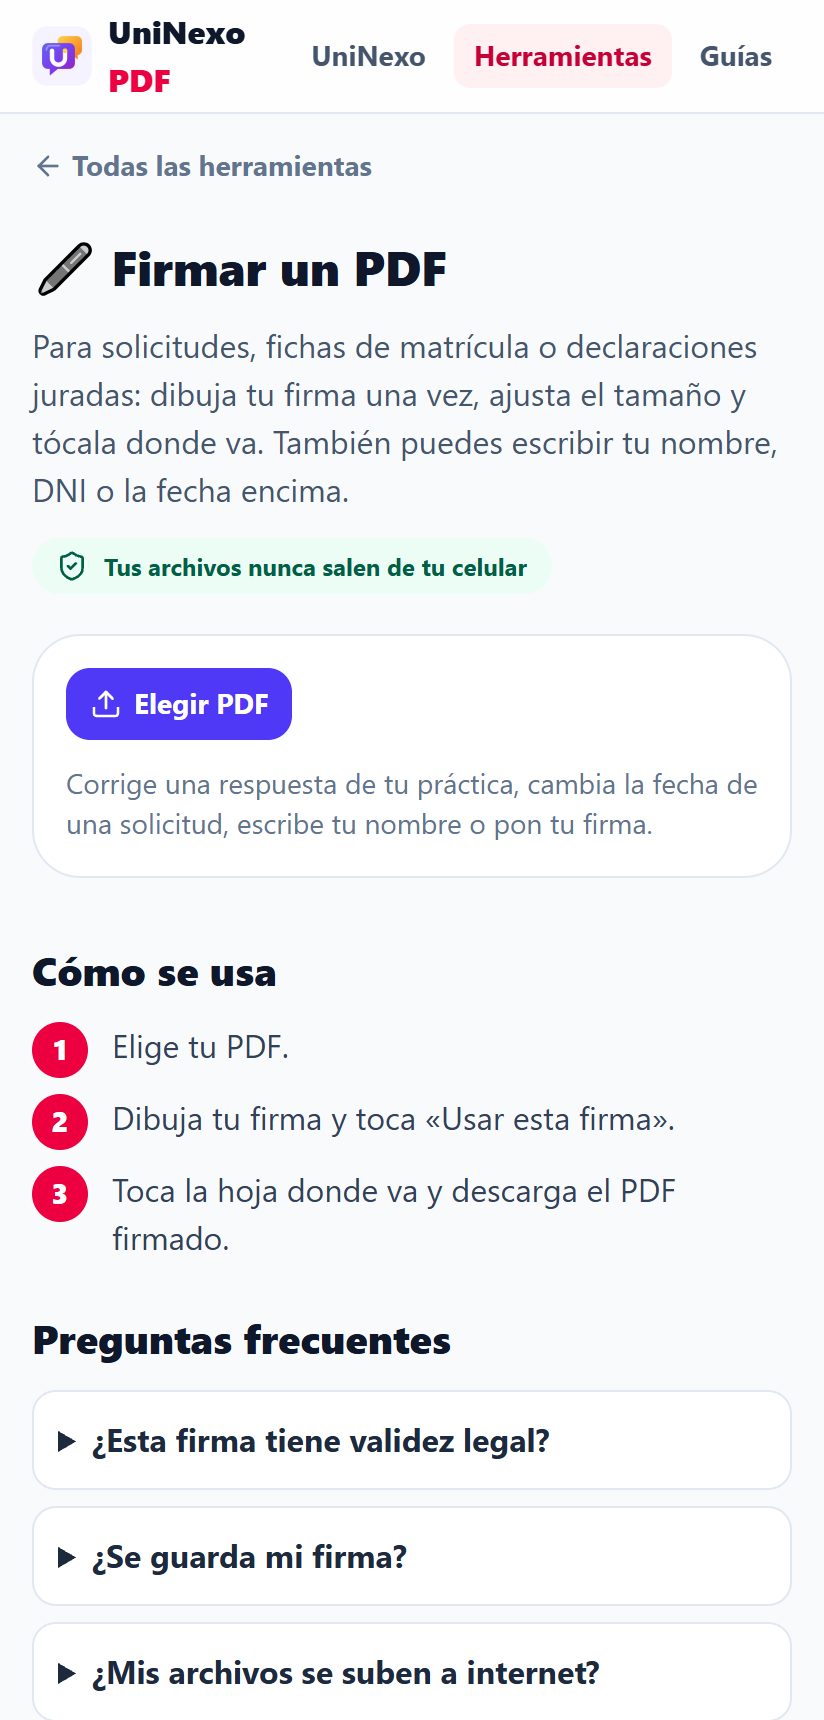 UniNexo
PDF
UniNexo
Herramientas
Guías
Todas las herramientas
Firmar un PDF
Para solicitudes, fichas de matrícula o declaraciones
juradas: dibuja tu firma una vez, ajusta el tamaño y
tócala donde va. También puedes escribir tu nombre,
DNI o la fecha encima.
Tus archivos nunca salen de tu celular
Elegir PDF
Corrige una respuesta de tu práctica, cambia la fecha de
una solicitud, escribe tu nombre o pon tu firma.
Cómo se usa
1 Elige tu PDF.
2 Dibuja tu firma y toca «Usar esta firma».
3 Toca la hoja donde va y descarga el PDF
firmado.
Preguntas frecuentes
¿Esta firma tiene validez legal?
¿Se guarda mi firma?
¿Mis archivos se suben a internet?